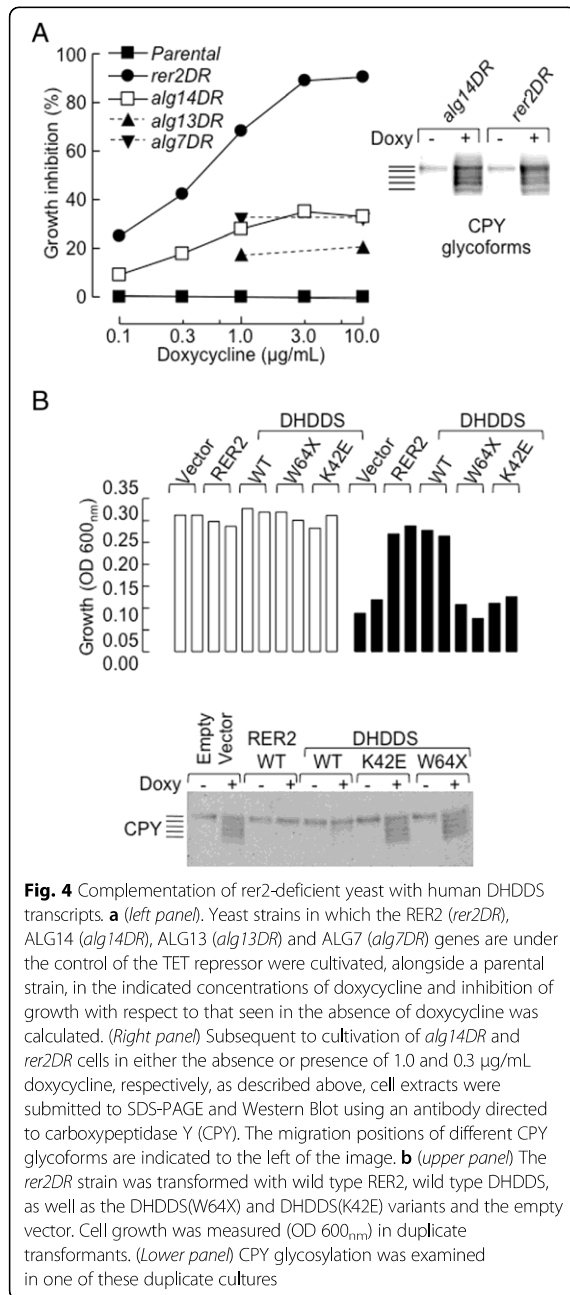 A
Growth inhibition (%)
100
80
60
40
20
0
0.1
0.3
1.0
3.0
10.0
Doxycycline (µg/mL)
Parental
rer2DR
alg14DR
alg13DR
alg7DR
alg14DR
rer2DR
Doxy - + - +
CPY
glycoforms
B
DHDDS
DHDDS
Vector RER2 WT W64X K42E Vector RER2 WT W64X K42E
Growth (OD 600nm)
0.35
0.30
0.25
0.20
0.15
0.10
0.05
0.00
Empty
Vector
RER2
WT
DHDDS
WT K42E W64X
Doxy - + - + - + - + - +
CPY
Fig. 4 Complementation of rer2-deficient yeast with human DHDDS
transcripts. a (left panel). Yeast strains in which the RER2 (rer2DR),
ALG14 (alg14DR), ALG13 (alg13DR) and ALG7 (alg7DR) genes are under
the control of the TET repressor were cultivated, alongside a parental
strain, in the indicated concentrations of doxycycline and inhibition of
growth with respect to that seen in the absence of doxycycline was
calculated. (Right panel) Subsequent to cultivation of alg14DR and
rer2DR cells in either the absence or presence of 1.0 and 0.3 µg/mL
doxycycline, respectively, as described above, cell extracts were
submitted to SDS-PAGE and Western Blot using an antibody directed
to carboxypeptidase Y (CPY). The migration positions of different CPY
glycoforms are indicated to the left of the image. b (upper panel) The
rer2DR strain was transformed with wild type RER2, wild type DHDDS,
as well as the DHDDS(W64X) and DHDDS(K42E) variants and the empty
vector. Cell growth was measured (OD 600nm) in duplicate
transformants. (Lower panel) CPY glycosylation was examined
in one of these duplicate cultures